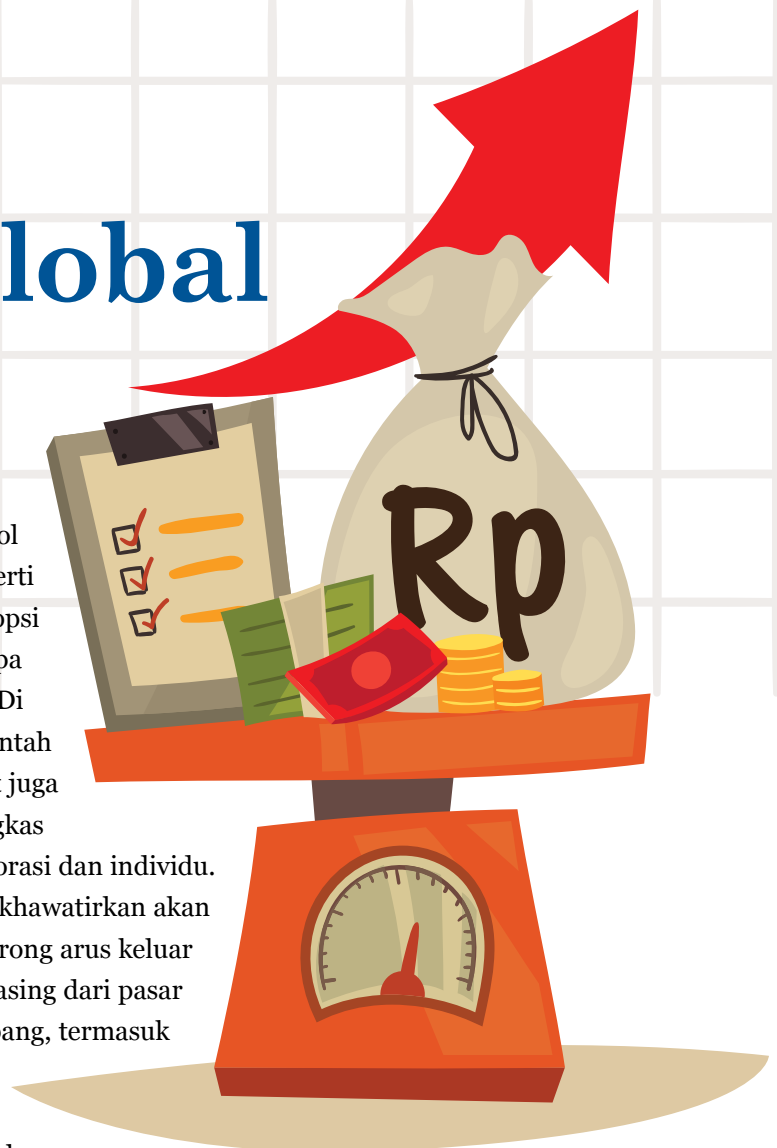 lobal
ol
erti
opsi
pa
Di
ntah
juga
gkas
orasi dan individu.
khawatirkan akan
rong arus keluar
asing dari pasar
bang, termasuk
Rp